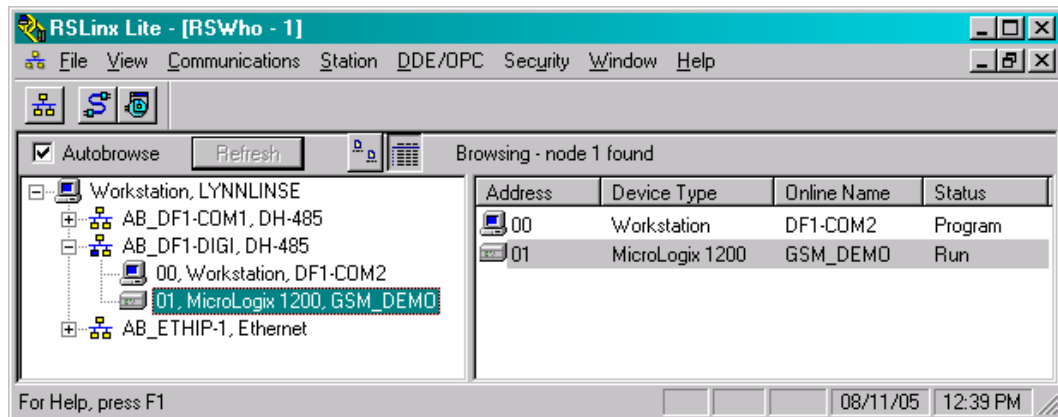 RSLinx Lite - [RSWho - 1]
File View Communications Station DDE/OPC Security Window Help
Autobrowse Refresh Browsing - node 1 found
Workstation, LYNNLINSE
AB_DF1-COM1, DH-485
AB_DF1-DIGI, DH-485
00, Workstation, DF1-COM2
01, MicroLogix 1200, GSM_DEMO
AB_ETHIP-1, Ethernet
Address Device Type Online Name Status
00 Workstation DF1-COM2 Program
01 MicroLogix 1200 GSM_DEMO Run
For Help, press F1 08/11/05 12:39 PM